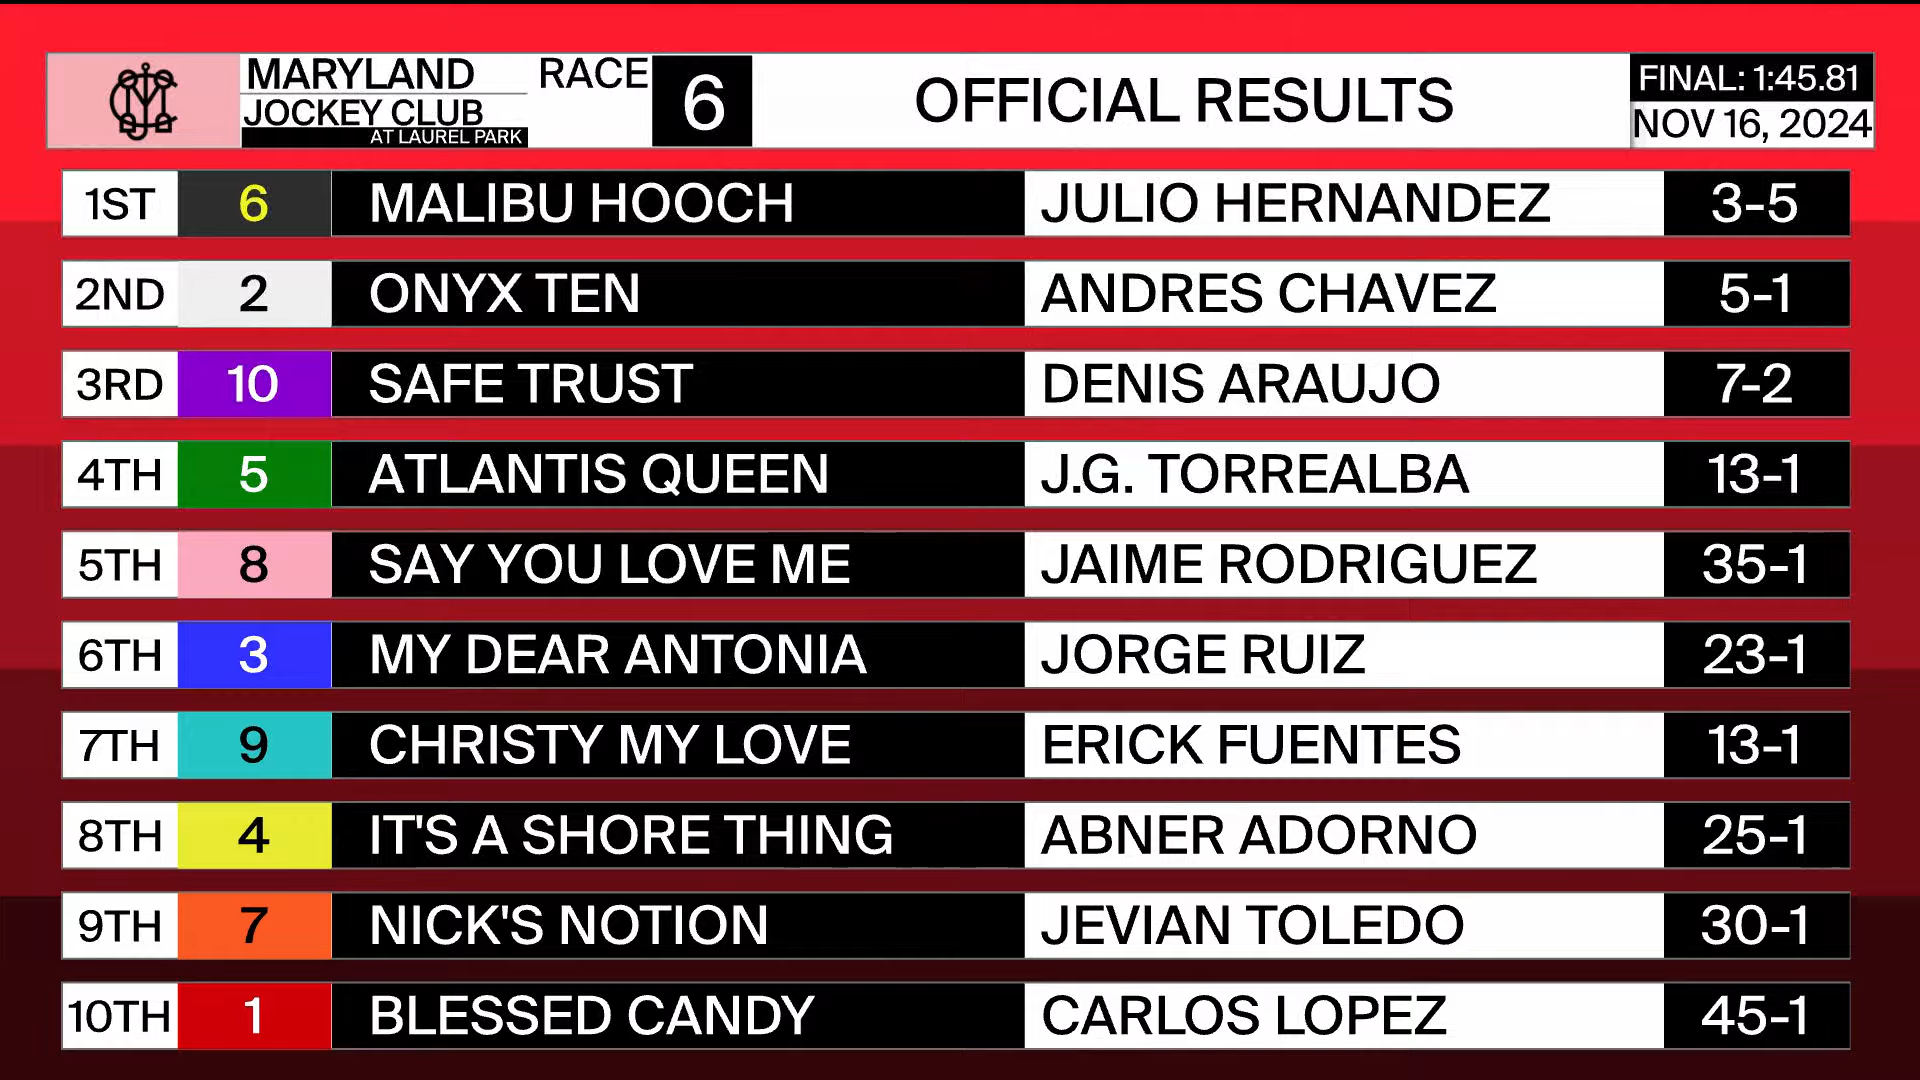 MARYLAND
JOCKEY CLUB
AT LAUREL PARK
RACE 6
OFFICIAL RESULTS
FINAL: 1:45.81
NOV 16, 2024
1ST 6 MALIBU HOOCH JULIO HERNANDEZ 3-5
2ND 2 ONYX TEN ANDRES CHAVEZ 5-1
3RD 10 SAFE TRUST DENIS ARAUJO 7-2
4TH 5 ATLANTIS QUEEN J.G. TORREALBA 13-1
5TH 8 SAY YOU LOVE ME JAIME RODRIGUEZ 35-1
6TH 3 MY DEAR ANTONIA JORGE RUIZ 23-1
7TH 9 CHRISTY MY LOVE ERICK FUENTES 13-1
8TH 4 IT'S A SHORE THING ABNER ADORNO 25-1
9TH 7 NICK'S NOTION JEVIAN TOLEDO 30-1
10TH 1 BLESSED CANDY CARLOS LOPEZ 45-1